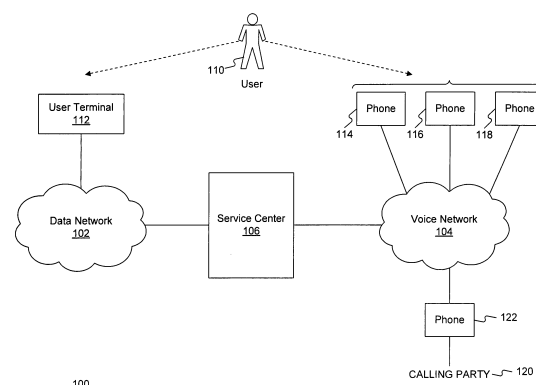 110
User
User Terminal
112
Phone
Phone
Phone
114
116
118
Data Network
102
Service Center
106
Voice Network
104
Phone
122
CALLING PARTY
120
100